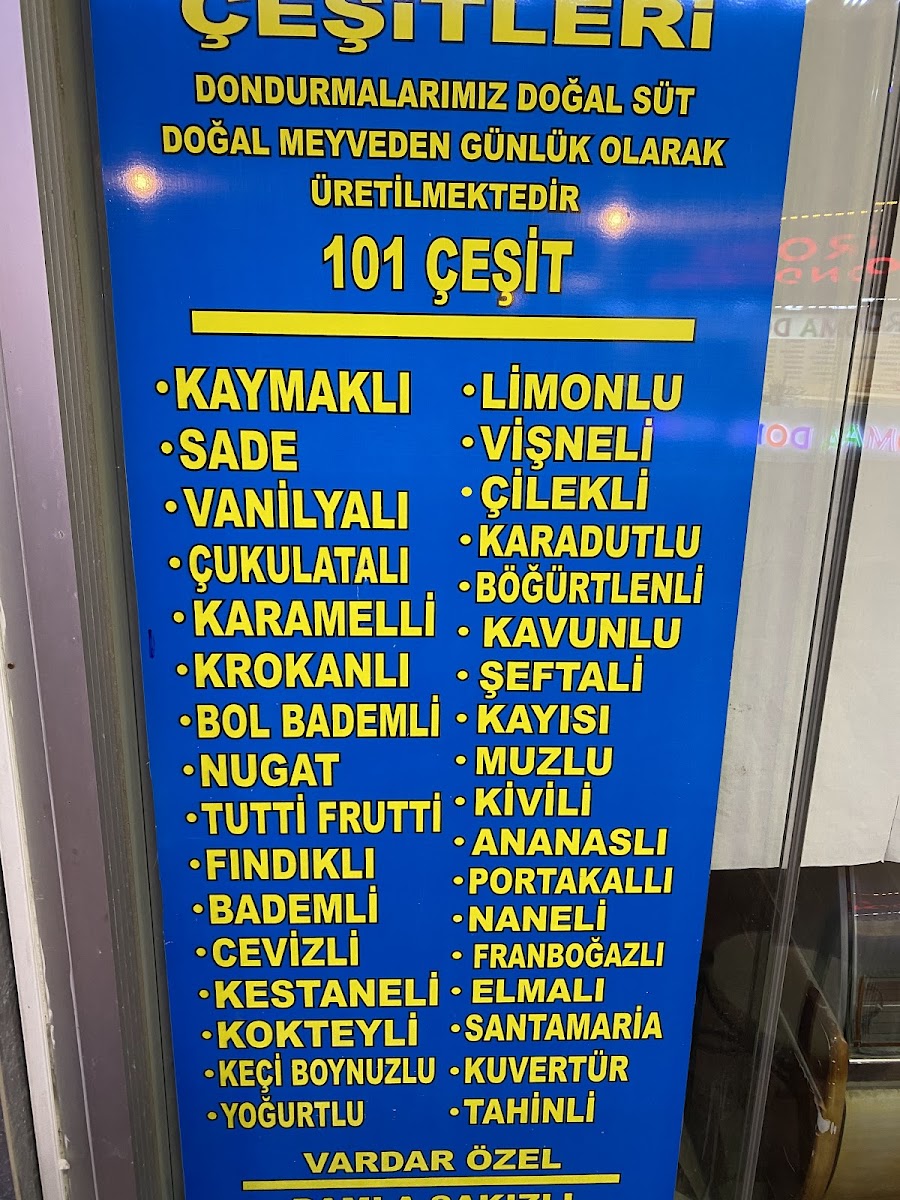 ÇEŞİTLERİ
DONDURMALARIMIZ DOĞAL SÜT
DOĞAL MEYVEDEN GÜNLÜK OLARAK
ÜRETİLMEKTEDİR
101 ÇEŞİT
•KAYMAKLI
•SADE
•VANİLYALI
•ÇUKULATALI
•KARAMELLİ
•KROKANLI
•BOL BADEMLİ
•NUGAT
•TUTTİ FRUTTİ
•FINDIKLI
•BADEMLİ
•CEVİZLİ
•KESTANELİ
•KOKTEYLİ
•KEÇİ BOYNUZLU
•YOĞURTLU
•LİMONLU
•VİŞNELİ
•ÇİLEKLİ
•KARADUTLU
•BÖĞÜRTLENLİ
•KAVUNLU
•ŞEFTALİ
•KAYISI
•MUZLU
•KİVİLİ
•ANANASLI
•PORTAKALLI
•NANELİ
•FRANBOĞAZLI
•ELMALI
•SANTAMARİA
•KUVERTÜR
•TAHİNLİ
VARDAR ÖZEL
DAMLA SAKIZLI